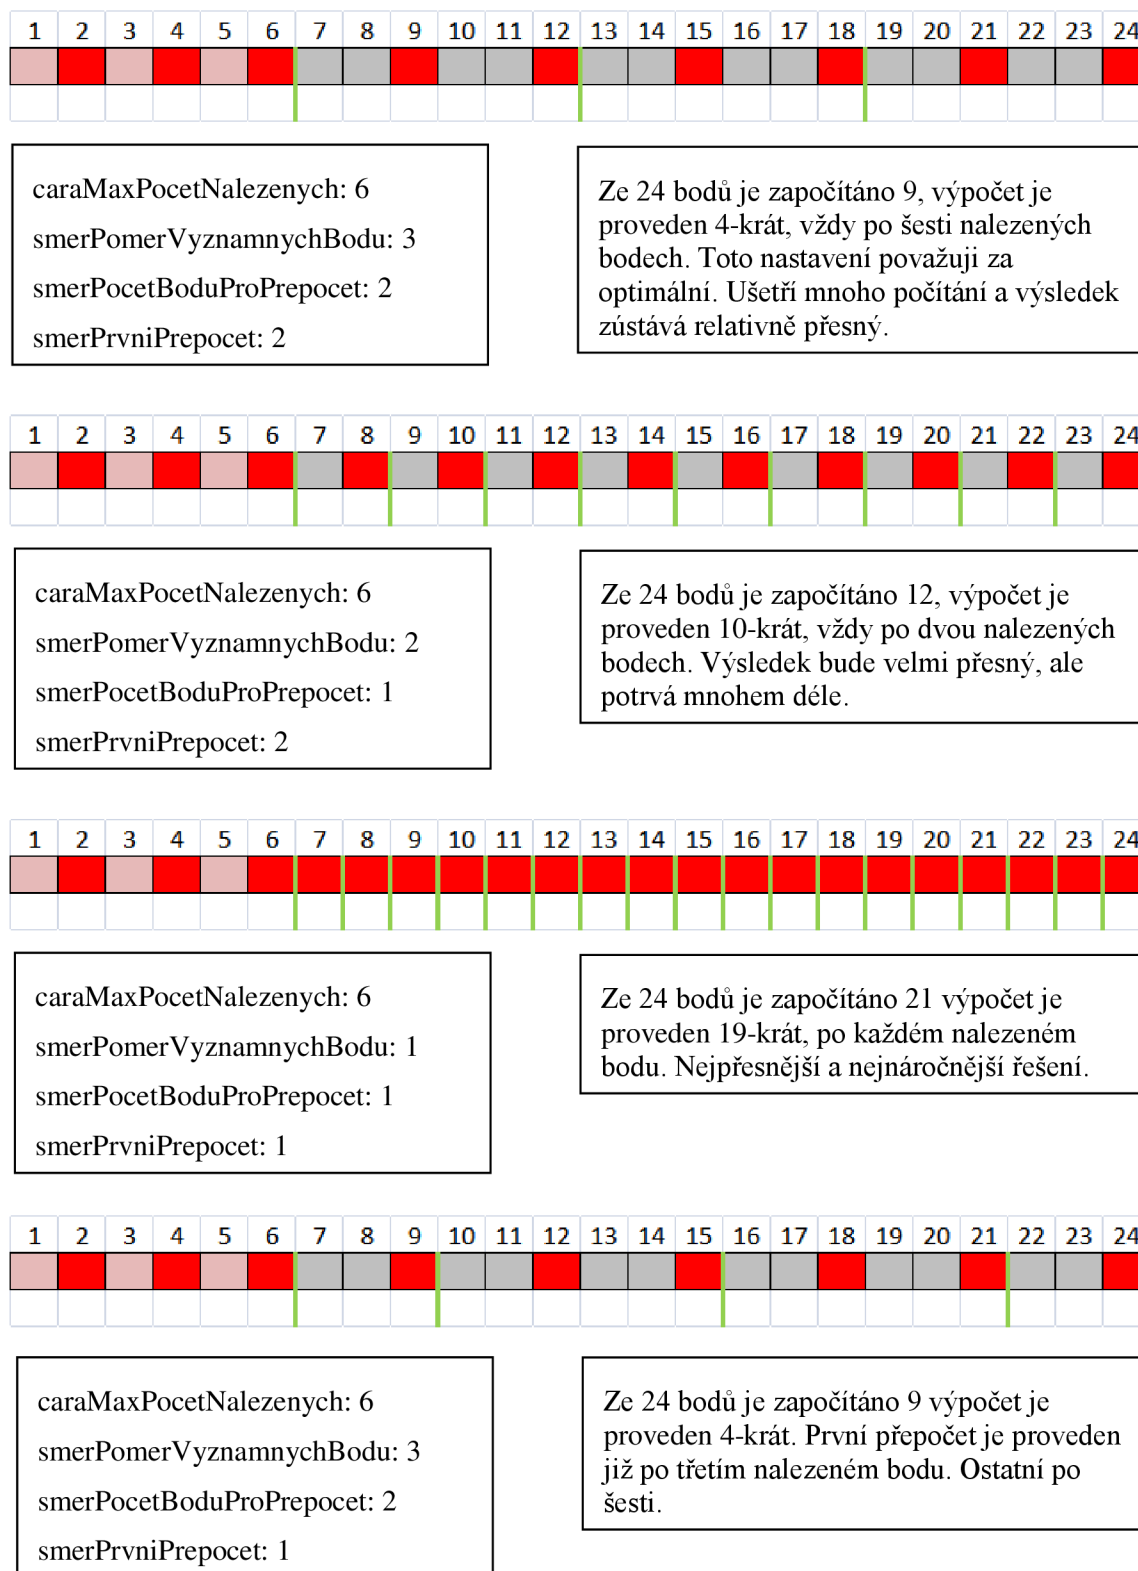 1 2 3 4 5 6 7 8 9 10 11 12 13 14 15 16 17 18 19 20 21 22 23 24
caraMaxPocetNalezenych: 6
smerPomerVyznamnychBodu: 3
smerPocetBoduProPrepocet: 2
smerPrvniPrepocet: 2
Ze 24 bodů je započítáno 9, výpočet je
proveden 4-krát, vždy po šesti nalezených
bodech. Toto nastavení považuji za
optimální. Ušetří mnoho počítání a výsledek
zústává relativně přesný.
1 2 3 4 5 6 7 8 9 10 11 12 13 14 15 16 17 18 19 20 21 22 23 24
caraMaxPocetNalezenych: 6
smerPomerVyznamnychBodu: 2
smerPocetBoduProPrepocet: 1
smerPrvniPrepocet: 2
Ze 24 bodů je započítáno 12, výpočet je
proveden 10-krát, vždy po dvou nalezených
bodech. Výsledek bude velmi přesný, ale
potrvá mnohem déle.
1 2 3 4 5 6 7 8 9 10 11 12 13 14 15 16 17 18 19 20 21 22 23 24
caraMaxPocetNalezenych: 6
smerPomerVyznamnychBodu: 1
smerPocetBoduProPrepocet: 1
smerPrvniPrepocet: 1
Ze 24 bodů je započítáno 21 výpočet je
proveden 19-krát, po každém nalezeném
bodu. Nejpřesnější a nejnáročnější řešení.
1 2 3 4 5 6 7 8 9 10 11 12 13 14 15 16 17 18 19 20 21 22 23 24
caraMaxPocetNalezenych: 6
smerPomerVyznamnychBodu: 3
smerPocetBoduProPrepocet: 2
smerPrvniPrepocet: 1
Ze 24 bodů je započítáno 9 výpočet je
proveden 4-krát. První přepočet je proveden
již po třetím nalezeném bodu. Ostatní po
šesti.